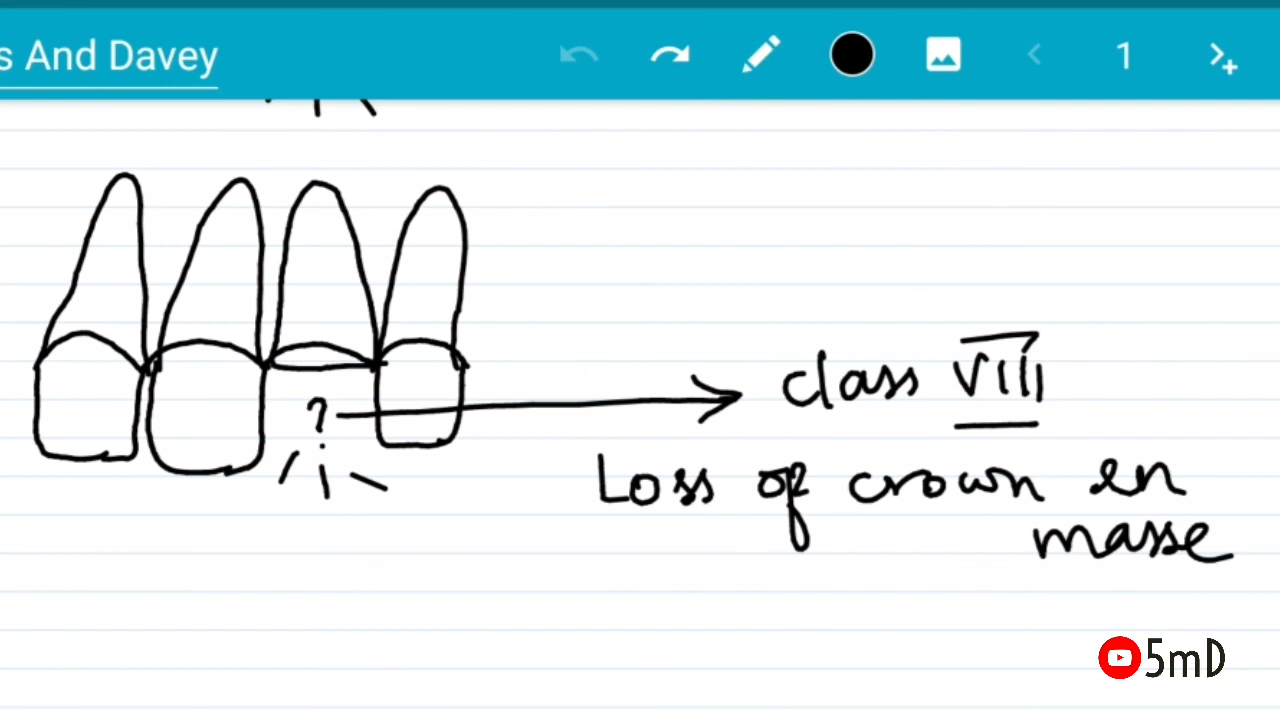 s And Davey
1
class VIII
?
Loss of crown en
masse
5mD